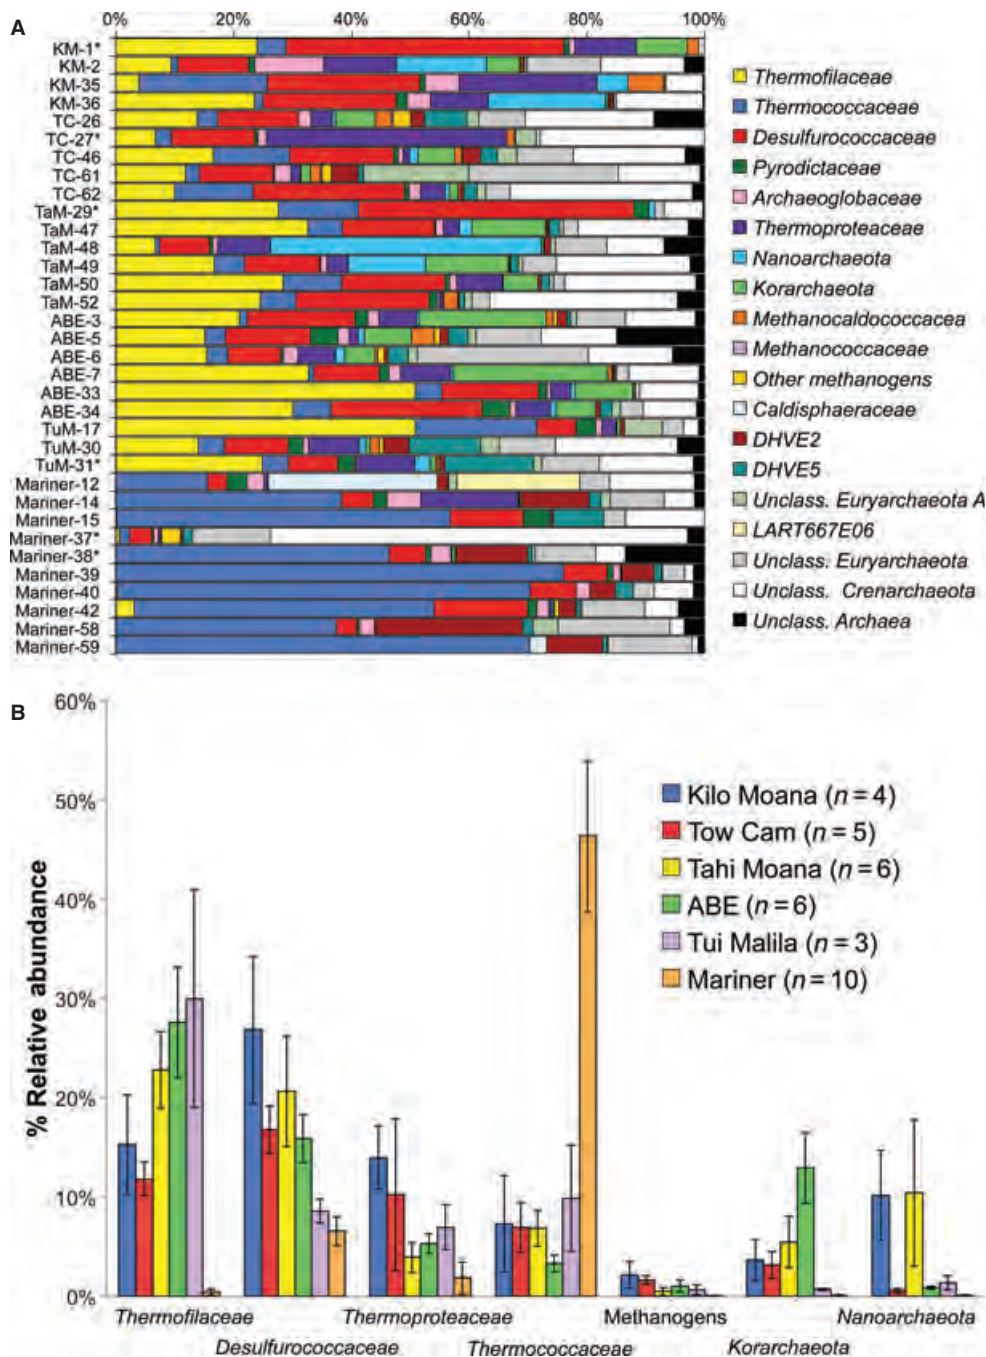 A
0% 20% 40% 60% 80% 100%
KM-1*
KM-2
KM-35
KM-36
TC-26
TC-27*
TC-46
TC-61
TC-62
TaM-29*
TaM-47
TaM-48
TaM-49
TaM-50
TaM-52
ABE-3
ABE-5
ABE-6
ABE-7
ABE-33
ABE-34
TuM-17
TuM-30
TuM-31*
Mariner-12
Mariner-14
Mariner-15
Mariner-37*
Mariner-38*
Mariner-39
Mariner-40
Mariner-42
Mariner-58
Mariner-59
Thermofilaceae
Thermococcaceae
Desulfurococcaceae
Pyrodictaceae
Archaeoglobaceae
Thermoproteaceae
Nanoarchaeota
Korarchaeota
Methanocaldococcacea
Methanococcaceae
Other methanogens
Caldisphaeraceae
DHVE2
DHVE5
Unclass. Euryarchaeota A
LART667E06
Unclass. Euryarchaeota
Unclass. Crenarchaeota
Unclass. Archaea
B
% Relative abundance
60%
50%
40%
30%
20%
10%
0%
Kilo Moana (n=4)
Tow Cam (n=5)
Tahi Moana (n=6)
ABE (n=6)
Tui Malila (n=3)
Mariner (n=10)
Thermofilaceae Thermoproteaceae Methanogens Nanoarchaeota
Desulfurococcaceae Thermococcaceae Korarchaeota